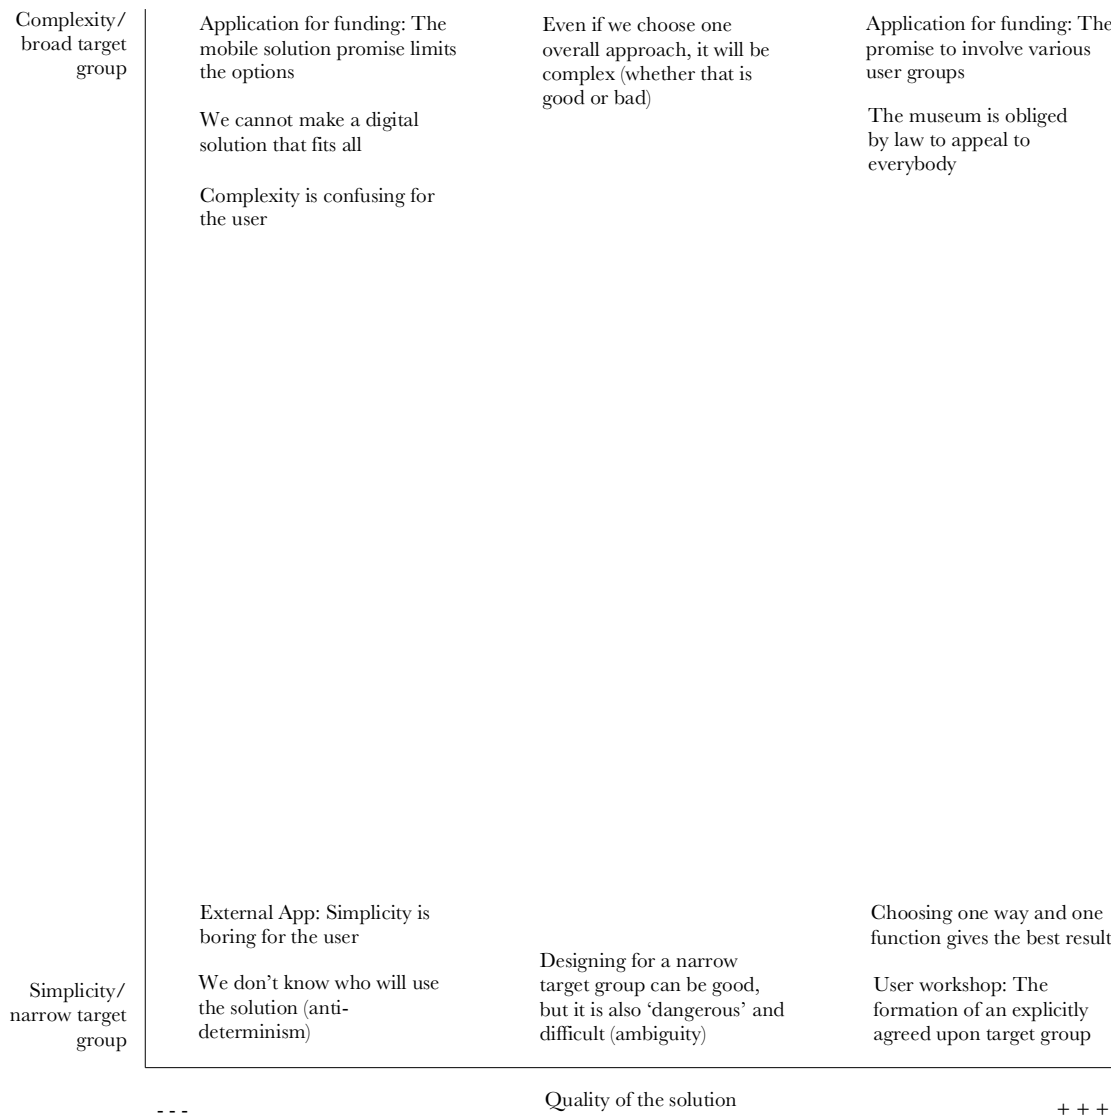 Complexity/
broad target
group
Application for funding: The
mobile solution promise limits
the options
We cannot make a digital
solution that fits all
Complexity is confusing for
the user
Even if we choose one
overall approach, it will be
complex (whether that is
good or bad)
Application for funding: The
promise to involve various
user groups
The museum is obliged
by law to appeal to
everybody
External App: Simplicity is
boring for the user
We don’t know who will use
the solution (anti-
determinism)
Designing for a narrow
target group can be good,
but it is also ‘dangerous’ and
difficult (ambiguity)
Choosing one way and one
function gives the best result
User workshop: The
formation of an explicitly
agreed upon target group
Simplicity/
narrow target
group
- - -
Quality of the solution
+ + +